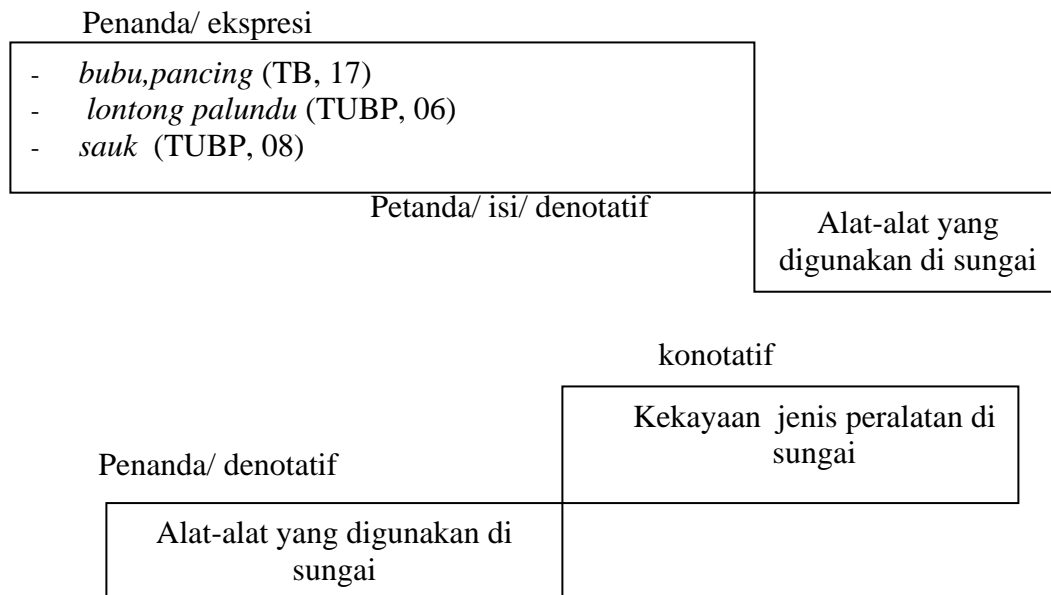 Penanda/ ekspresi
- bubu,pancing (TB, 17)
- lontong palundu (TUBP, 06)
- sauk (TUBP, 08)
Petanda/ isi/ denotatif
Alat-alat yang
digunakan di sungai
konotatif
Kekayaan jenis peralatan di
sungai
Penanda/ denotatif
Alat-alat yang digunakan di
sungai